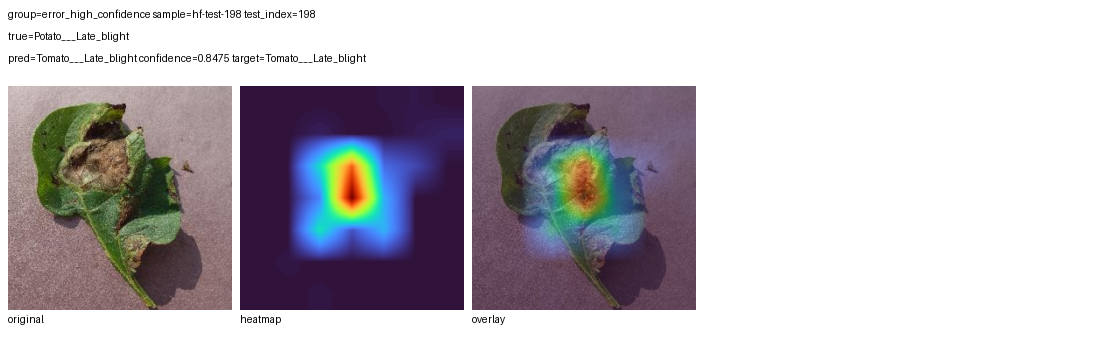 group=error_high_confidence sample=hf-test-198 test_index=198
true=Potato___Late_blight
pred=Tomato___Late_blight confidence=0.8475 target=Tomato___Late_blight
original
heatmap
overlay